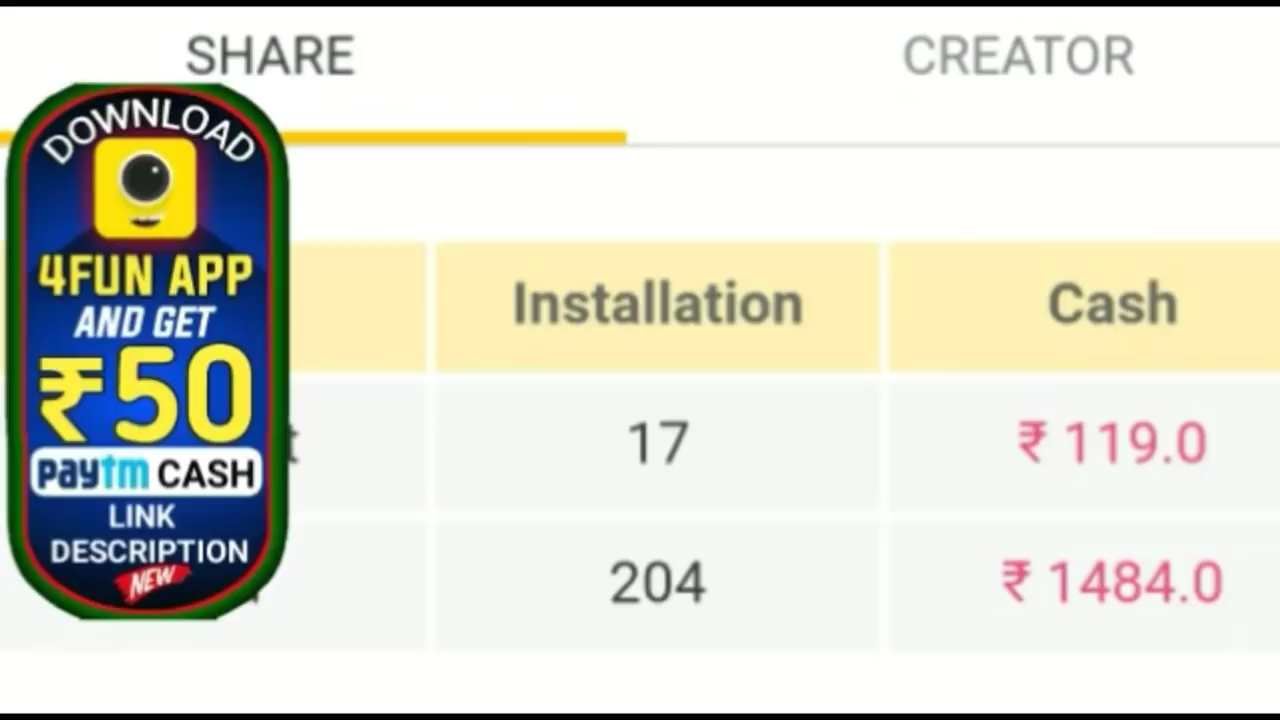 SHARE
CREATOR
DOWNLOAD
4FUN APP
AND GET
₹50
paytm CASH
LINK
DESCRIPTION
NEW
Installation
Cash
17
₹ 119.0
204
₹ 1484.0